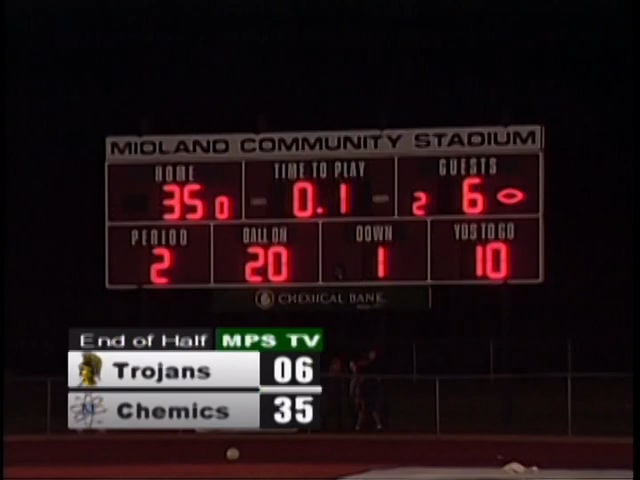 MIDLAND COMMUNITY STADIUM
HOME TIME TO PLAY GUESTS
35 0 0.1 2 6
PERIOD BALL ON DOWN YDS TO GO
2 20 1 10
CHEMICAL BANK
End of Half MPS TV
Trojans 06
Chemics 35